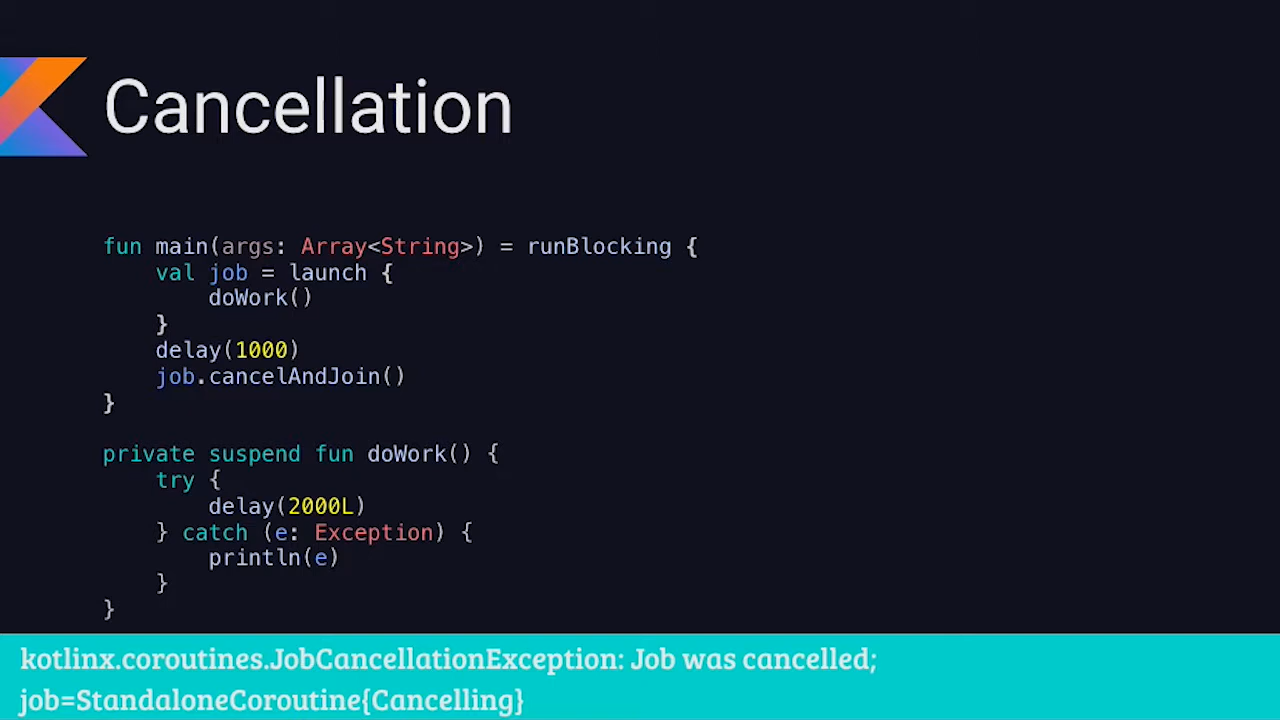 Cancellation
fun main(args: Array<String>) = runBlocking {
    val job = launch {
        doWork()
    }
    delay(1000)
    job.cancelAndJoin()
}
private suspend fun doWork() {
    try {
        delay(2000L)
    } catch (e: Exception) {
        println(e)
    }
}
kotlinx.coroutines.JobCancellationException: Job was cancelled;
job=StandaloneCoroutine{Cancelling}